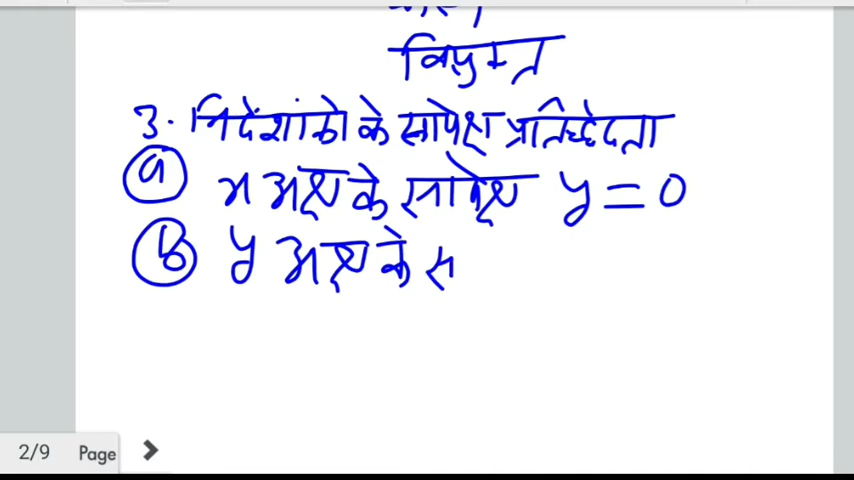 वियुक्त
3. निर्देशांको के सापेक्ष प्रतिच्छेदता
(a) x अक्ष के सापेक्ष y = 0
(b) y अक्ष के स
2/9 Page